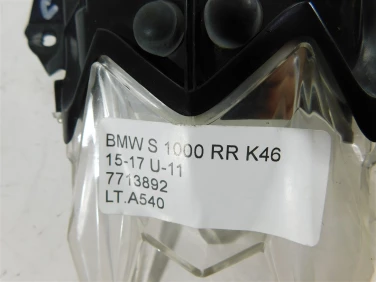 BMW S 1000 RR K46
15-17 U-11
7713892
LT.A540